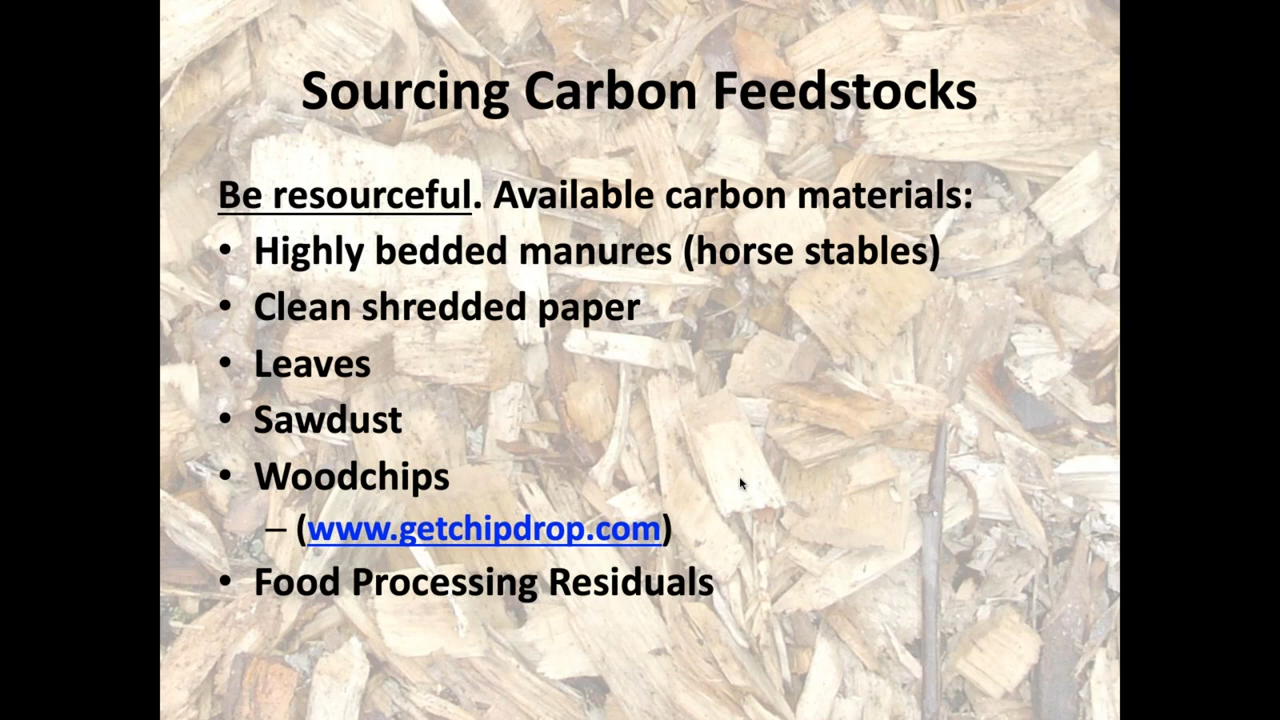 Sourcing Carbon Feedstocks
Be resourceful. Available carbon materials:
• Highly bedded manures (horse stables)
• Clean shredded paper
• Leaves
• Sawdust
• Woodchips
– (www.getchipdrop.com)
• Food Processing Residuals